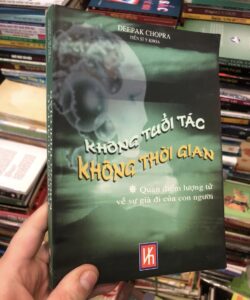 DEEPAK CHOPRA
TIẾN SĨ Y KHOA
KHÔNG TUỔI TÁC
KHÔNG THỜI GIAN
Quan điểm lượng tử
về sự già đi của con người